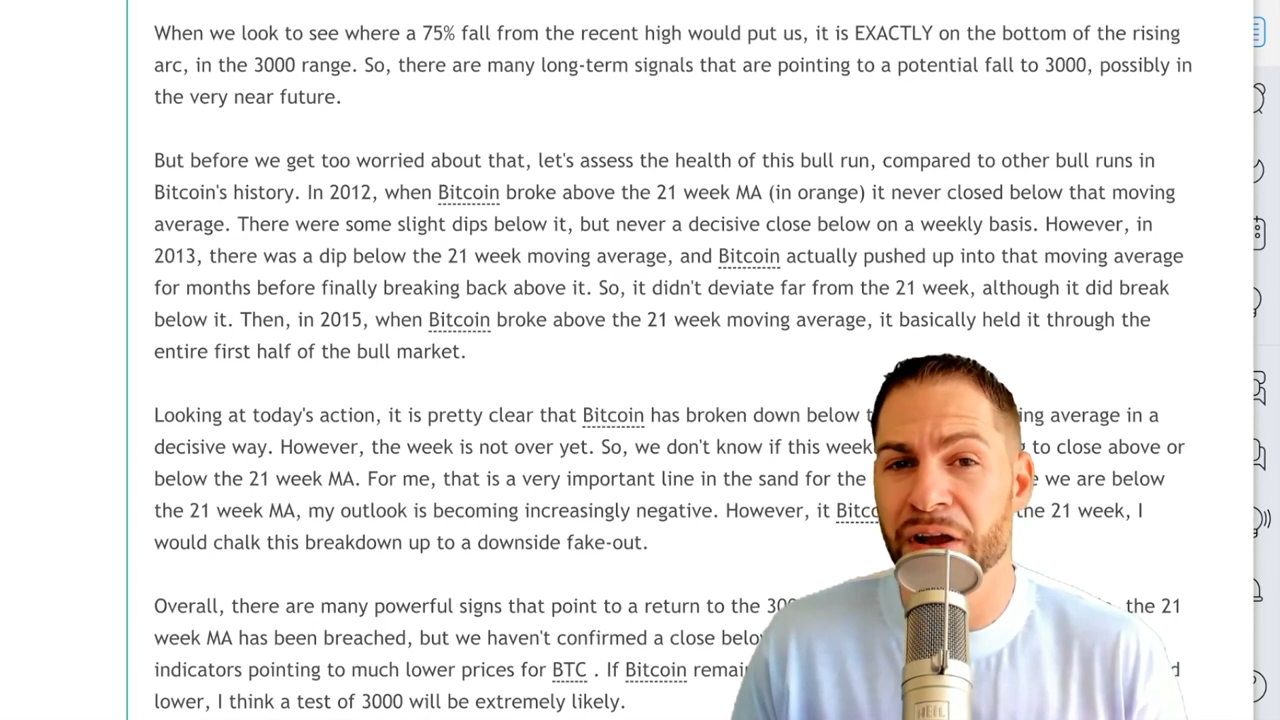 When we look to see where a 75% fall from the recent high would put us, it is EXACTLY on the bottom of the rising
arc, in the 3000 range. So, there are many long-term signals that are pointing to a potential fall to 3000, possibly in
the very near future.
But before we get too worried about that, let's assess the health of this bull run, compared to other bull runs in
Bitcoin's history. In 2012, when Bitcoin broke above the 21 week MA (in orange) it never closed below that moving
average. There were some slight dips below it, but never a decisive close below on a weekly basis. However, in
2013, there was a dip below the 21 week moving average, and Bitcoin actually pushed up into that moving average
for months before finally breaking back above it. So, it didn't deviate far from the 21 week, although it did break
below it. Then, in 2015, when Bitcoin broke above the 21 week moving average, it basically held it through the
entire first half of the bull market.
Looking at today's action, it is pretty clear that Bitcoin has broken down below ing average in a
decisive way. However, the week is not over yet. So, we don't know if this week to close above or
below the 21 week MA. For me, that is a very important line in the sand for the we are below
the 21 week MA, my outlook is becoming increasingly negative. However, it Bitc the 21 week, I
would chalk this breakdown up to a downside fake-out.
Overall, there are many powerful signs that point to a return to the 300 the 21
week MA has been breached, but we haven't confirmed a close belo
indicators pointing to much lower prices for BTC . If Bitcoin remai
lower, I think a test of 3000 will be extremely likely.
HEIL